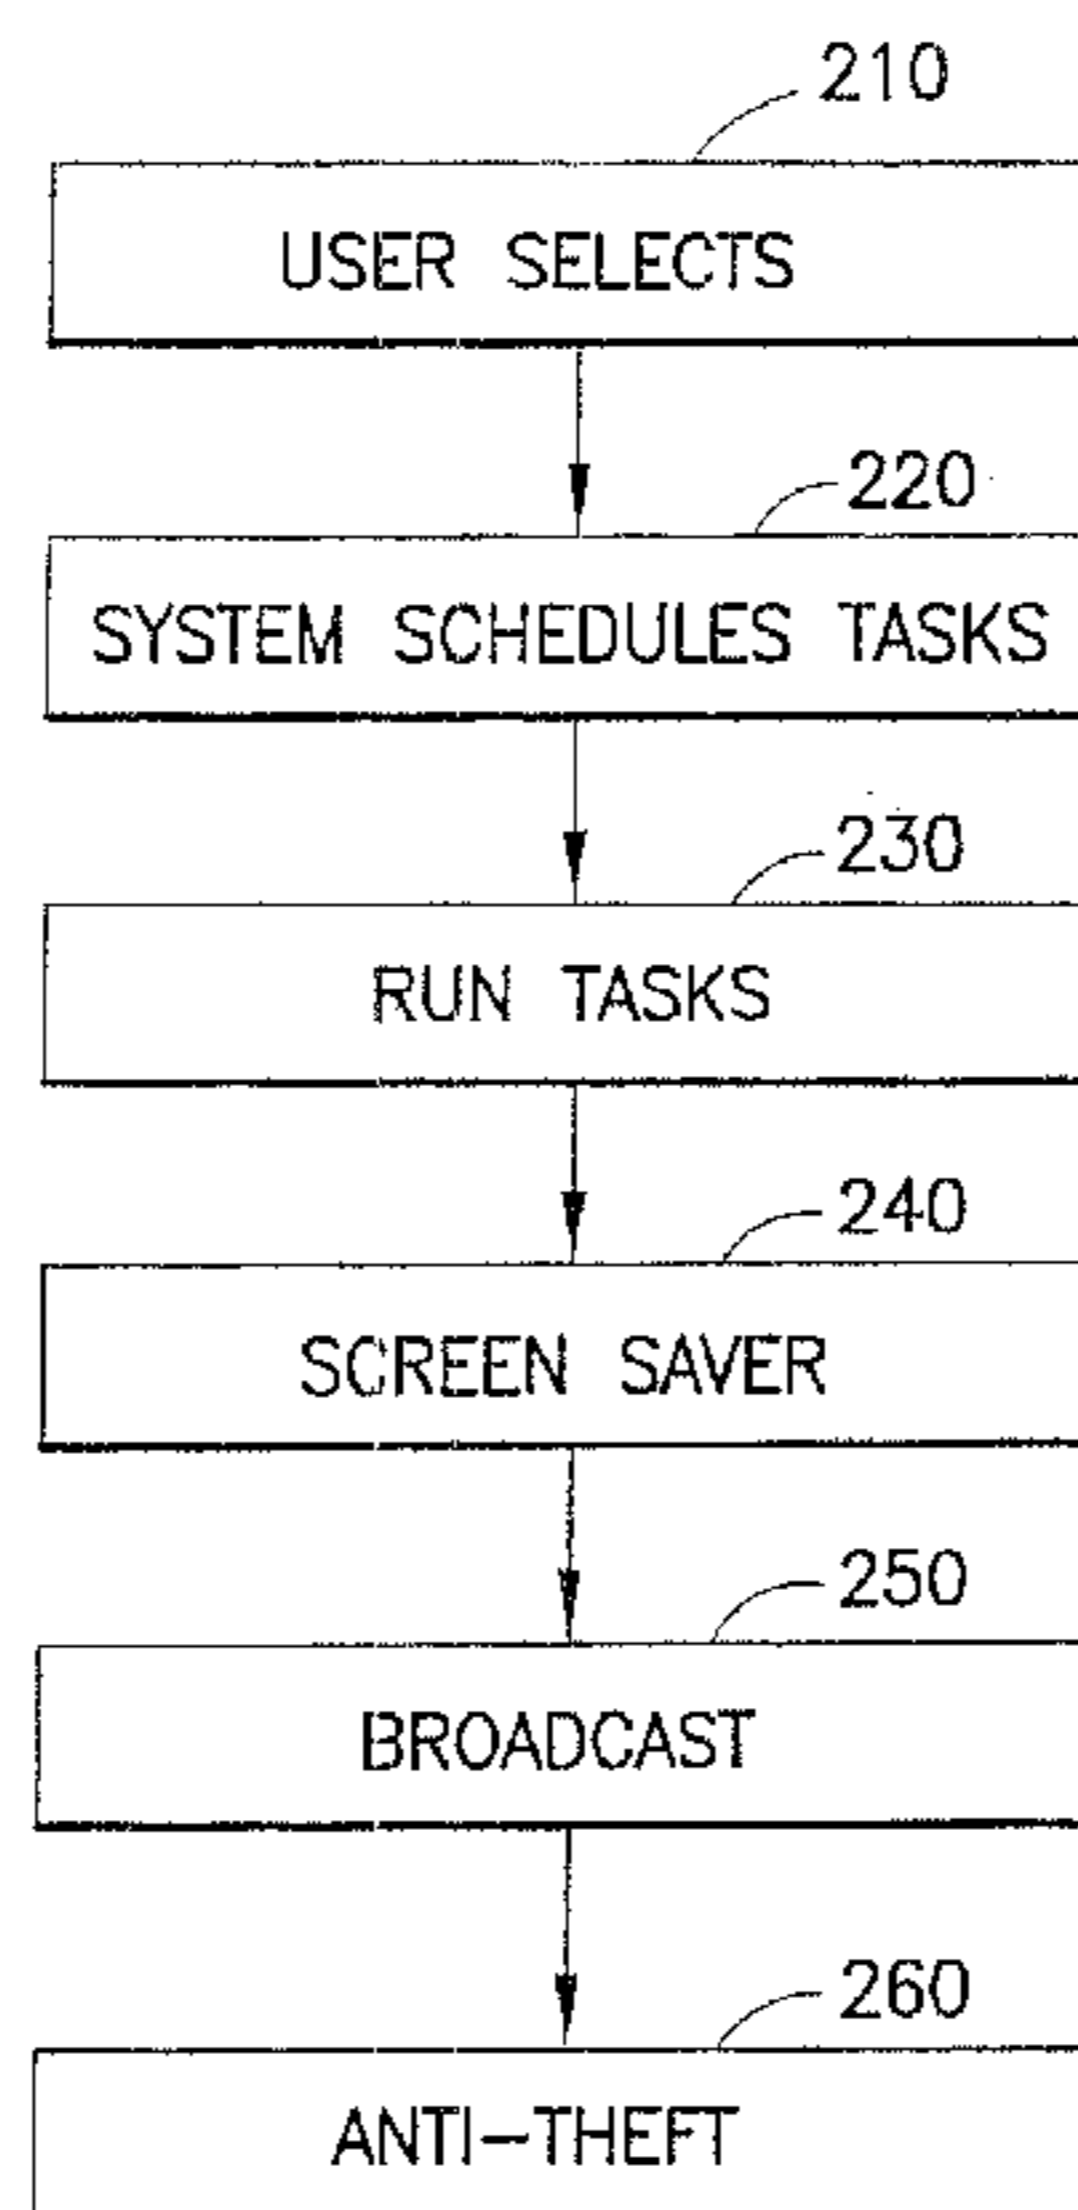 210
USER SELECTS
220
SYSTEM SCHEDULES TASKS
230
RUN TASKS
240
SCREEN SAVER
250
BROADCAST
260
ANTI-THEFT